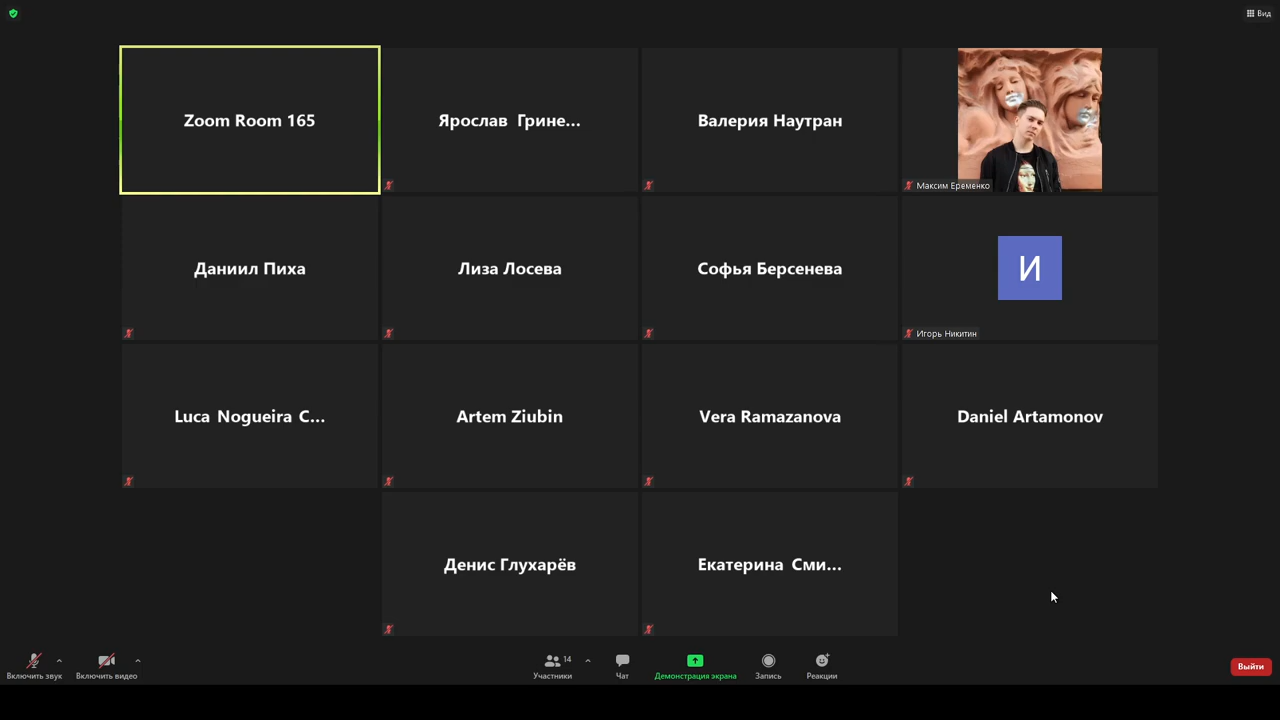 Вид
Zoom Room 165
Ярослав Грине...
Валерия Наутран
Максим Еременко
Даниил Пиха
Лиза Лосева
Софья Берсенева
И
Игорь Никитин
Luca Nogueira C...
Artem Ziubin
Vera Ramazanova
Daniel Artamonov
Денис Глухарёв
Екатерина Сми...
Включить звук
Включить видео
14
Участники
Чат
Демонстрация экрана
Запись
Реакции
Выйти